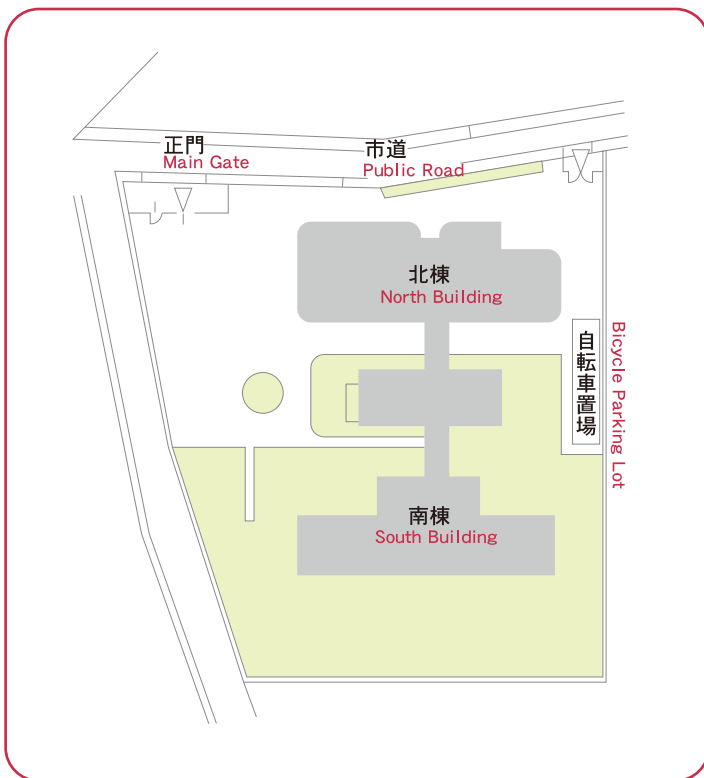 正門
Main Gate
市道
Public Road
北棟
North Building
自転車置場
Bicycle Parking Lot
南棟
South Building